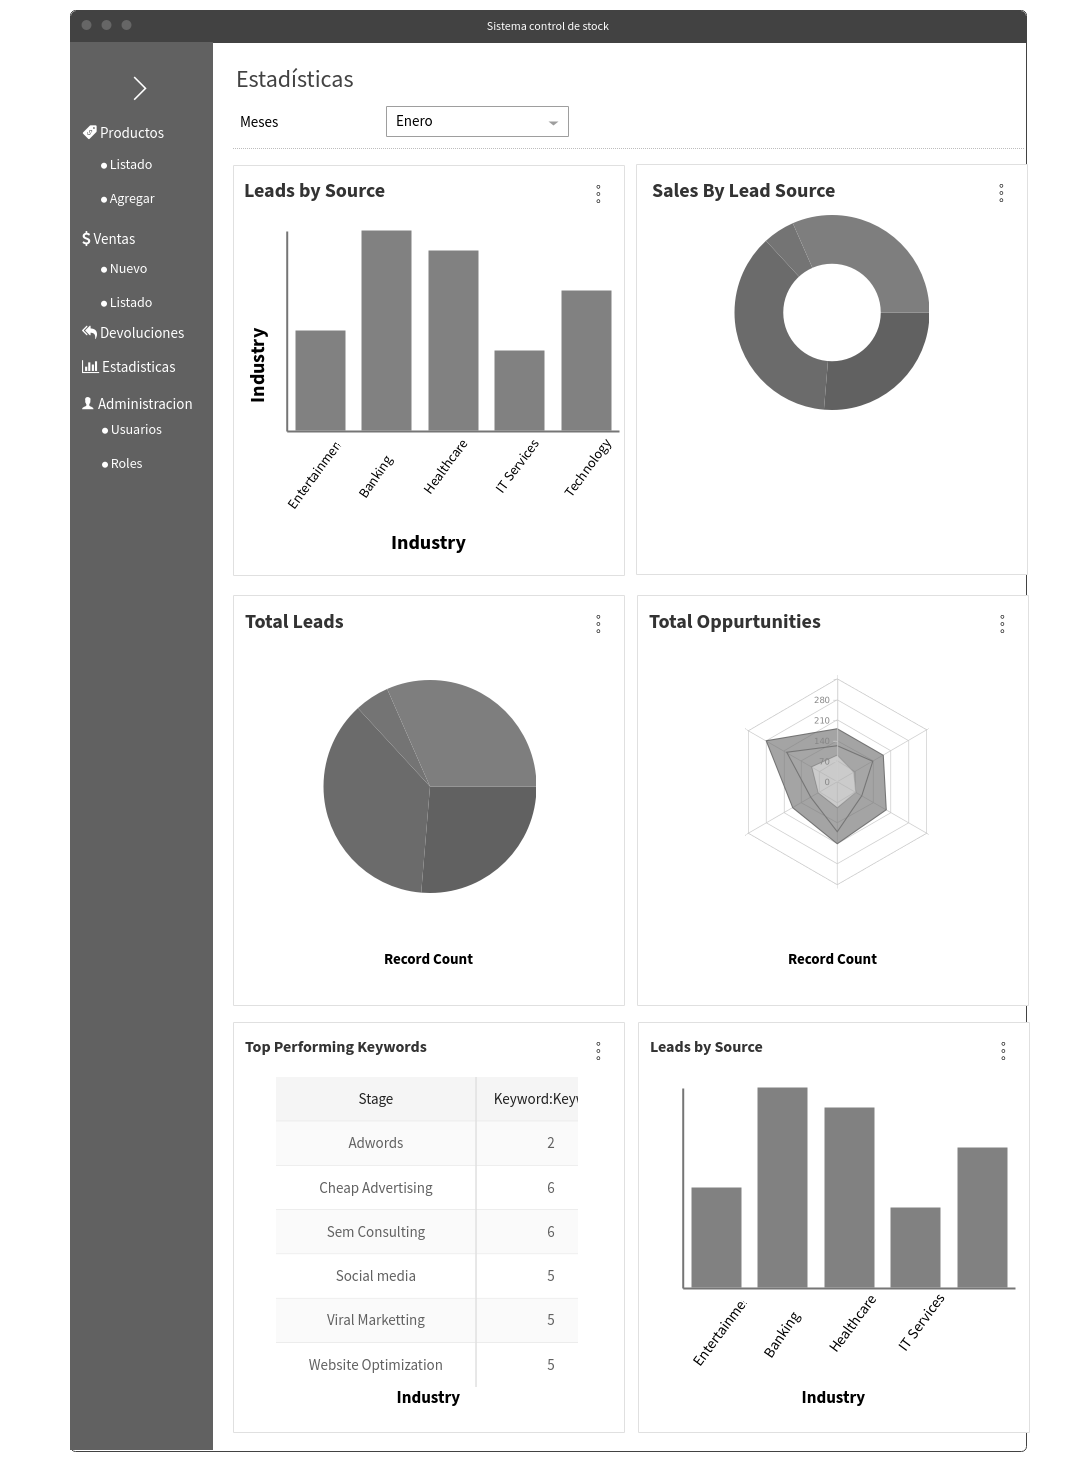 Sistema control de stock
Productos
Listado
Agregar
$ Ventas
Nuevo
Listado
Devoluciones
Estadisticas
Administracion
Usuarios
Roles
Estadísticas
Meses
Enero
Leads by Source
Industry
Entertainmen
Banking
Healthcare
IT Services
Technology
Industry
Sales By Lead Source
Total Leads
Record Count
Total Oppurtunities
280
210
140
70
0
Record Count
Top Performing Keywords
Stage Keyword:Keyw
Adwords 2
Cheap Advertising 6
Sem Consulting 6
Social media 5
Viral Marketting 5
Website Optimization 5
Industry
Leads by Source
Entertainme
Banking
Healthcare
IT Services
Industry